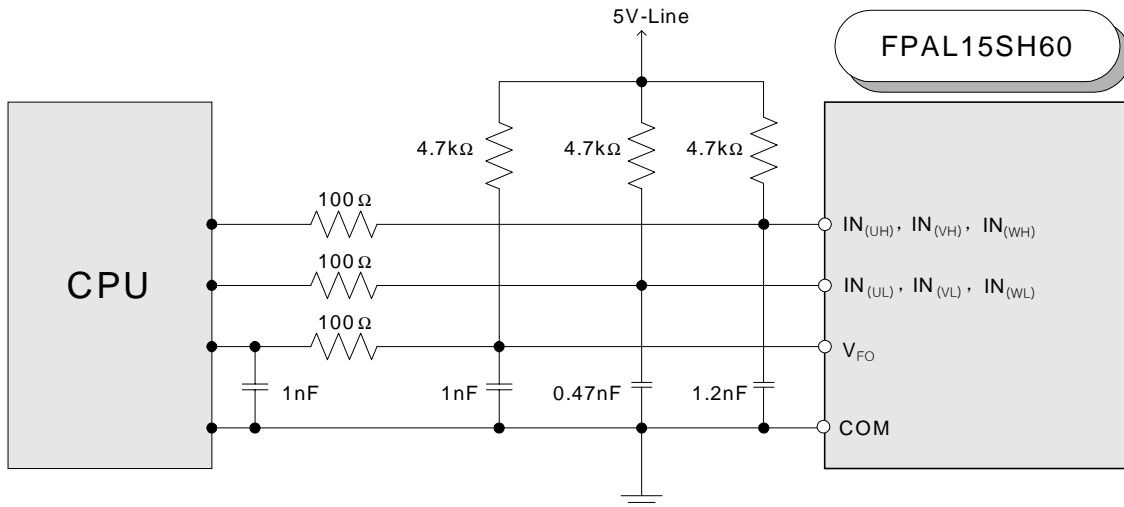 5V-Line
FPAL15SH60
4.7kΩ 4.7kΩ 4.7kΩ
100Ω
IN(UH), IN(VH), IN(WH)
CPU
100Ω
IN(UL), IN(VL), IN(WL)
100Ω
VFO
1nF 1nF 0.47nF 1.2nF
COM